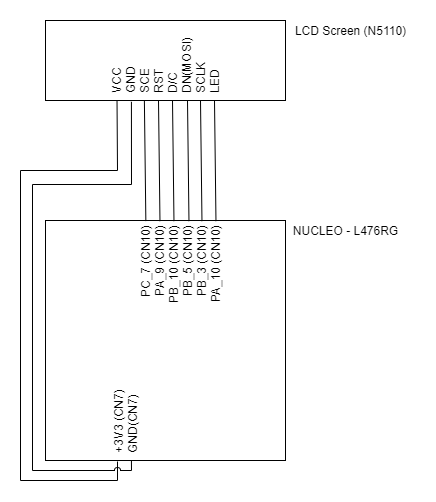 LCD Screen (N5110)
VCC
GND
SCE
RST
D/C
DN(MOSI)
SCLK
LED
NUCLEO - L476RG
PC_7 (CN10)
PA_9 (CN10)
PB_10 (CN10)
PB_5 (CN10)
PB_3 (CN10)
PA_10 (CN10)
+3V3 (CN7)
GND(CN7)